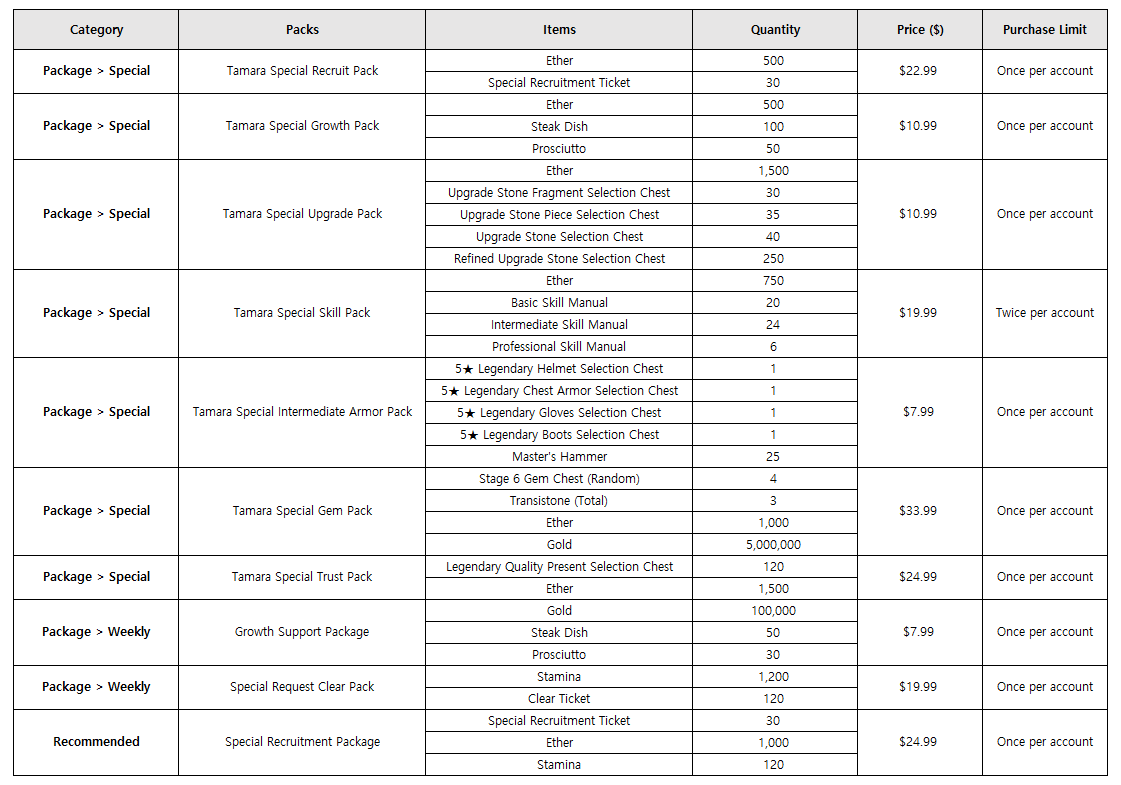 Category Packs Items Quantity Price ($) Purchase Limit
Package > Special Tamara Special Recruit Pack Ether 500 $22.99 Once per account
Special Recruitment Ticket 30
Package > Special Tamara Special Growth Pack Ether 500 $10.99 Once per account
Steak Dish 100
Prosciutto 50
Package > Special Tamara Special Upgrade Pack Ether 1,500 $10.99 Once per account
Upgrade Stone Fragment Selection Chest 30
Upgrade Stone Piece Selection Chest 35
Upgrade Stone Selection Chest 40
Refined Upgrade Stone Selection Chest 250
Package > Special Tamara Special Skill Pack Ether 750 $19.99 Twice per account
Basic Skill Manual 20
Intermediate Skill Manual 24
Professional Skill Manual 6
Package > Special Tamara Special Intermediate Armor Pack 5★ Legendary Helmet Selection Chest 1 $7.99 Once per account
5★ Legendary Chest Armor Selection Chest 1
5★ Legendary Gloves Selection Chest 1
5★ Legendary Boots Selection Chest 1
Master's Hammer 25
Package > Special Tamara Special Gem Pack Stage 6 Gem Chest (Random) 4 $33.99 Once per account
Transistone (Total) 3
Ether 1,000
Gold 5,000,000
Package > Special Tamara Special Trust Pack Legendary Quality Present Selection Chest 120 $24.99 Once per account
Ether 1,500
Package > Weekly Growth Support Package Gold 100,000 $7.99 Once per account
Steak Dish 50
Prosciutto 30
Package > Weekly Special Request Clear Pack Stamina 1,200 $19.99 Once per account
Clear Ticket 120
Recommended Special Recruitment Package Special Recruitment Ticket 30 $24.99 Once per account
Ether 1,000
Stamina 120